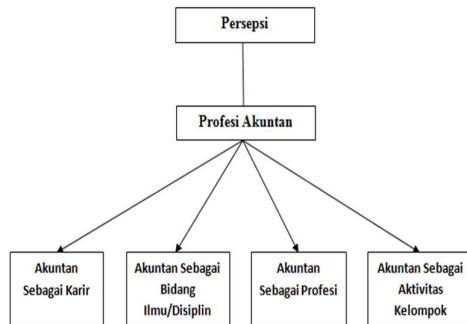 Persepsi
Profesi Akuntan
Akuntan
Sebagai Karir
Akuntan Sebagai
Bidang
Ilmu/Disiplin
Akuntan
Sebagai Profesi
Akuntan Sebagai
Aktivitas
Kelompok